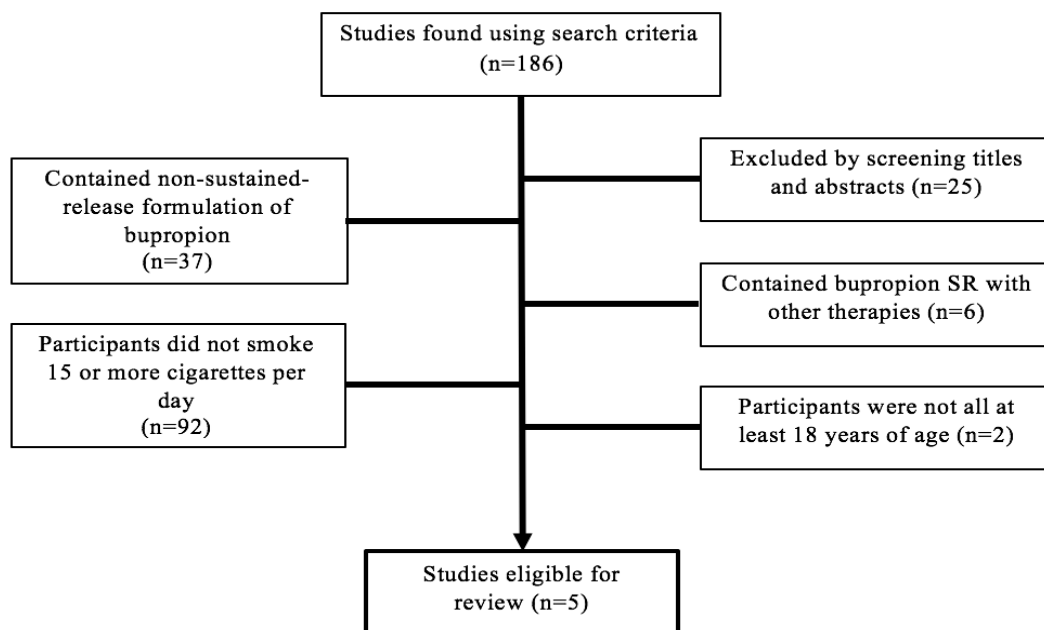 Studies found using search criteria
(n=186)
Excluded by screening titles
and abstracts (n=25)
Contained non-sustained-
release formulation of
bupropion
(n=37)
Contained bupropion SR with
other therapies (n=6)
Participants did not smoke
15 or more cigarettes per
day
(n=92)
Participants were not all at
least 18 years of age (n=2)
Studies eligible for
review (n=5)